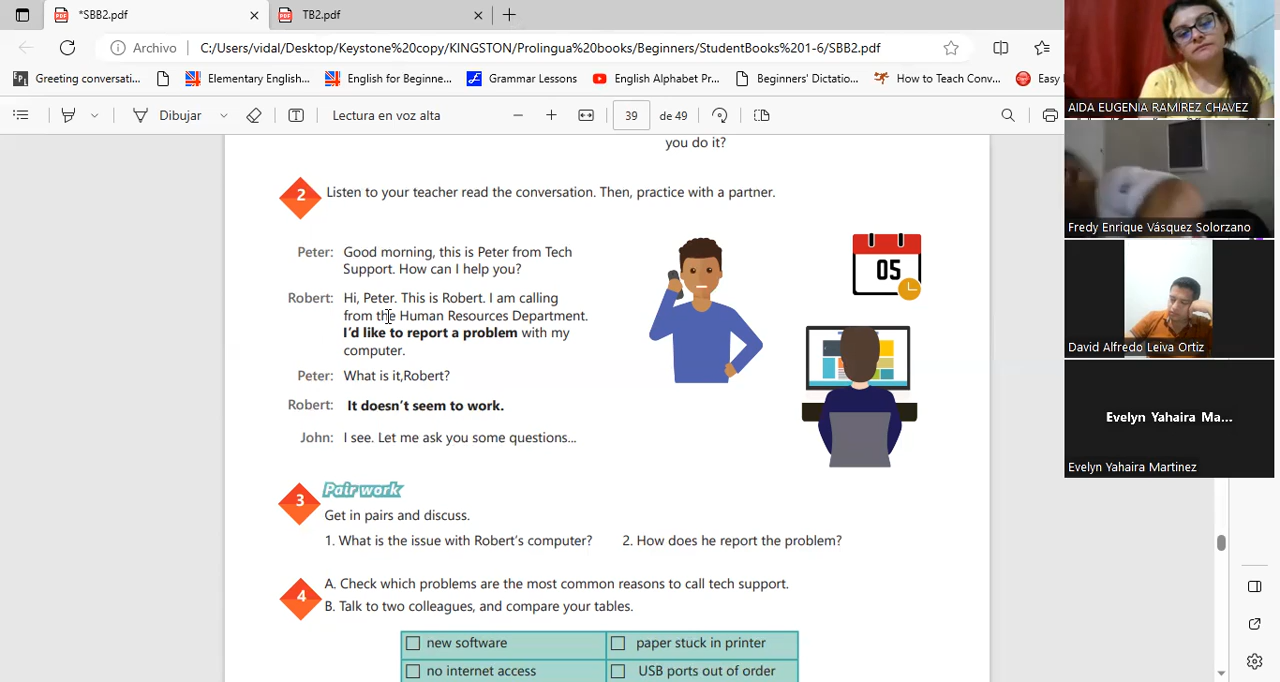 *SBB2.pdf
TB2.pdf
Archivo
C:/Users/vidal/Desktop/Keystone%20copy/KINGSTON/Prolingua%20books/Beginners/StudentBooks%201-6/SBB2.pdf
Greeting conversati...
Elementary English...
English for Beginne...
Grammar Lessons
English Alphabet Pr...
Beginners' Dictatio...
How to Teach Conv...
Easy
Dibujar
Lectura en voz alta
39
de 49
you do it?
2
Listen to your teacher read the conversation. Then, practice with a partner.
Peter: Good morning, this is Peter from Tech
Support. How can I help you?
Robert: Hi, Peter. This is Robert. I am calling
from the Human Resources Department.
I'd like to report a problem with my
computer.
Peter: What is it,Robert?
Robert: It doesn't seem to work.
John: I see. Let me ask you some questions...
05
3
Pair work
Get in pairs and discuss.
1. What is the issue with Robert's computer?
2. How does he report the problem?
4
A. Check which problems are the most common reasons to call tech support.
B. Talk to two colleagues, and compare your tables.
new software
paper stuck in printer
no internet access
USB ports out of order
AIDA EUGENIA RAMIREZ CHAVEZ
Fredy Enrique Vásquez Solorzano
David Alfredo Leiva Ortiz
Evelyn Yahaira Ma...
Evelyn Yahaira Martinez